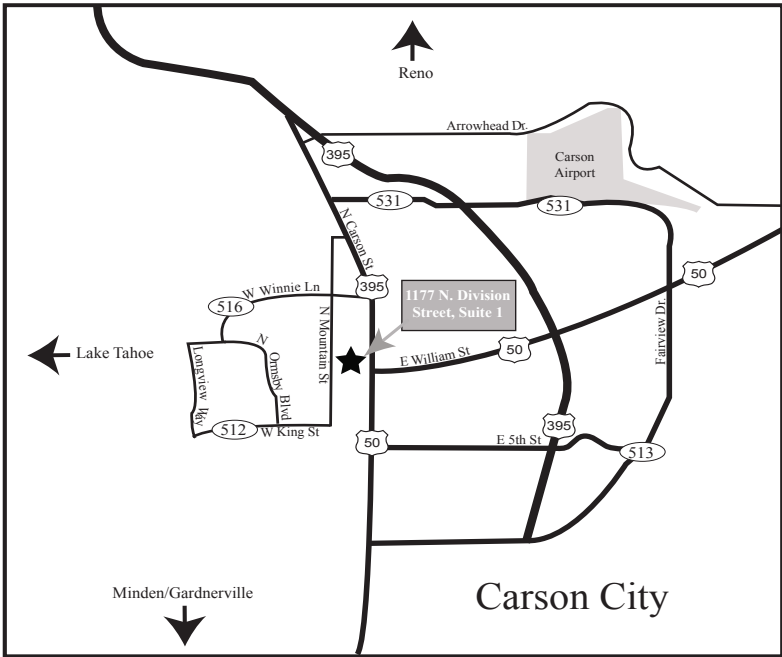 Reno
Arrowhead Dr.
395
Carson
Airport
531
531
N Carson St
50
395
1177 N. Division
Street, Suite 1
W Winnie Ln
516
N Mountain St
Lake Tahoe
E William St
50
Fairview Dr.
Longview Way
N Ormsby Blvd
512
W King St
395
50
E 5th St
513
Minden/Gardnerville
Carson City